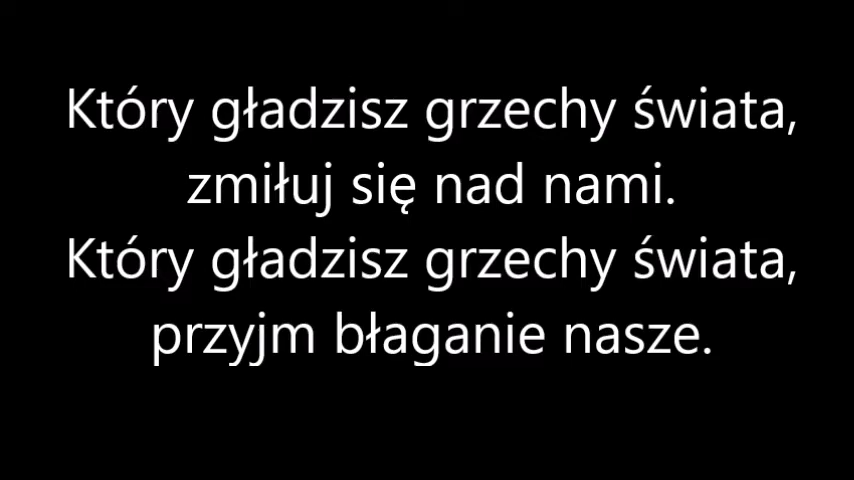 Który gładzisz grzechy świata,
zmiłuj się nad nami.
Który gładzisz grzechy świata,
przyjm błaganie nasze.